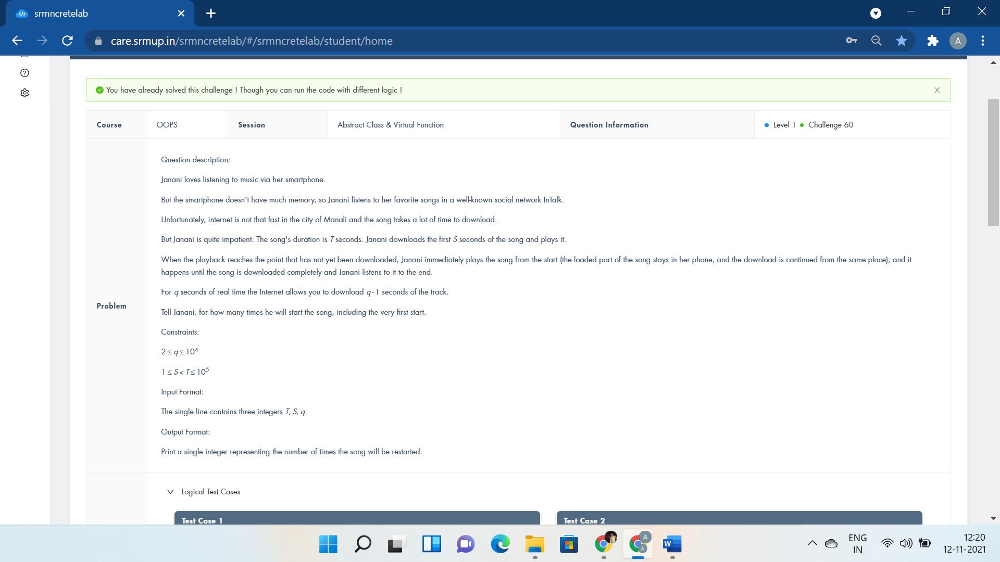 srmncretelab
care.srmup.in/srmncretelab/#/srmncretelab/student/home
A
You have already solved this challenge ! Though you can run the code with different logic !
Course
OOPS
Session
Abstract Class & Virtual Function
Question Information
Level 1
Challenge 60
Problem
Question description:
Janani loves listening to music via her smartphone.
But the smartphone doesn't have much memory, so Janani listens to her favorite songs in a well-known social network InTalk.
Unfortunately, internet is not that fast in the city of Manali and the song takes a lot of time to download.
But Janani is quite impatient. The song's duration is T seconds. Janani downloads the first S seconds of the song and plays it.
When the playback reaches the point that has not yet been downloaded, Janani immediately plays the song from the start (the loaded part of the song stays in her phone, and the download is continued from the same place), and it
happens until the song is downloaded completely and Janani listens to it to the end.
For q seconds of real time the Internet allows you to download q - 1 seconds of the track.
Tell Janani, for how many times he will start the song, including the very first start.
Constraints:
2 ≤ q ≤ 10⁴
1 ≤ S < T ≤ 10⁵
Input Format:
The single line contains three integers T, S, q.
Output Format:
Print a single integer representing the number of times the song will be restarted.
Logical Test Cases
Test Case 1
Test Case 2
A
A
W
ENG
IN
12:20
12-11-2021